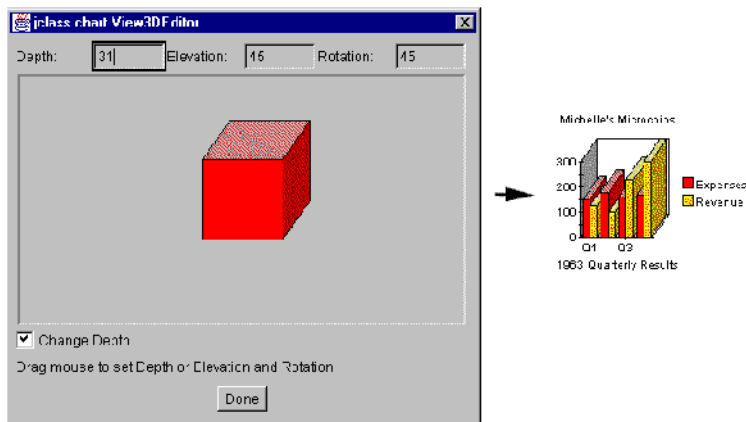 jclass chart View3DEditor
Depth: 31 Elevation: 45 Rotation: 45
Change Depth
Drag mouse to set Depth or Elevation and Rotation
Done
Michelle's Microchips
300
200
100
0
Q1 Q3
1963 Quarterly Results
Expenses
Revenue